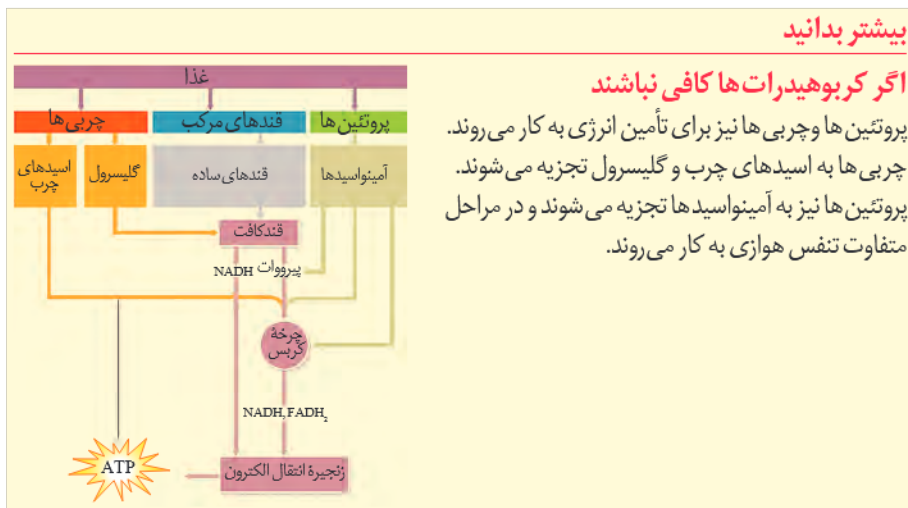 بیشتر بدانید
اگر کربوهیدرات‌ها کافی نباشند
پروتئین ها وچربی ها نیز برای تأمین انرژی به کار می‌روند.
چربی ها به اسیدهای چرب و گلیسرول تجزیه می‌شوند.
پروتئین ها نیز به آمینواسیدها تجزیه می‌شوند و در مراحل
متفاوت تنفس هوازی به کار می‌روند.
غذا
پروتئین ها
قندهای مرکب
چربی ها
آمینواسیدها
قندهای ساده
گلیسرول
اسیدهای
چرب
قندکافت
پیرووات
NADH
چرخهٔ
کربس
NADH, FADH₂
زنجیرهٔ انتقال الکترون
ATP